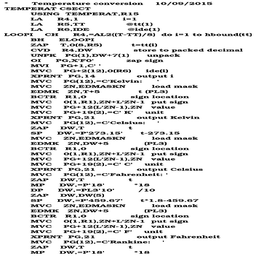 *        Temperature conversion     10/09/2015
TEMPERAT CSECT
         USING  TEMPERAT,R15
         LA     R4,1               i=1
         LA     R5,TT              @tt(1)
         LA     R6,IDE             @ide(1)
LOOPI    CH     R4,=AL2((T-TT)/8)  do i=1 to hbound(tt)
         BH     ELOOPI
         ZAP    T,0(8,R5)          t=tt(i)
         CVD    R4,DW              store to packed decimal
         UNPK   PG(1),DW+7(1)      unpack
         OI     PG,X'F0'           zap sign
         MVI    PG+1,C' '
         MVC    PG+2(12),0(R6)     ide(i)
         XPRNT  PG,14              output i
         MVC    PG(12),=C'Kelvin:
         MVC    ZN,EDMASKN         load mask
         EDMK   ZN,T+5             t (PL3)
         BCTR   R1,0               sign location
         MVC    0(1,R1),ZN+L'ZN-1  put sign
         MVC    PG+12(L'ZN-1),ZN   value
         MVC    PG+19(2),=C' K'    unit
         XPRNT  PG,21              output Kelvin
         MVC    PG(12),=C'Celsius:
         ZAP    DW,T               t
         SP     DW,=P'273.15'      t-273.15
         MVC    ZN,EDMASKN         load mask
         EDMK   ZN,DW+5            (PL3)
         BCTR   R1,0               sign location
         MVC    0(1,R1),ZN+L'ZN-1  put sign
         MVC    PG+12(L'ZN-1),ZN   value
         MVC    PG+19(2),=C' C'    unit
         XPRNT  PG,21              output Celsius
         MVC    PG(12),=C'Fahrenheit: '
         ZAP    DW,T               t
         MP     DW,=P'18'          *18
         DP     DW,=PL3'10'        /10
         ZAP    DW,DW(5)
         SP     DW,=P'459.67'      t*1.8-459.67
         MVC    ZN,EDMASKN         load mask
         EDMK   ZN,DW+5            (PL3)
         BCTR   R1,0               sign location
         MVC    0(1,R1),ZN+L'ZN-1  put sign
         MVC    PG+12(L'ZN-1),ZN   value
         MVC    PG+19(2),=C' F'    unit
         XPRNT  PG,21              output Fahrenheit
         MVC    PG(12),=C'Rankine:    '
         ZAP    DW,T               t
         MP     DW,=P'18'          *18